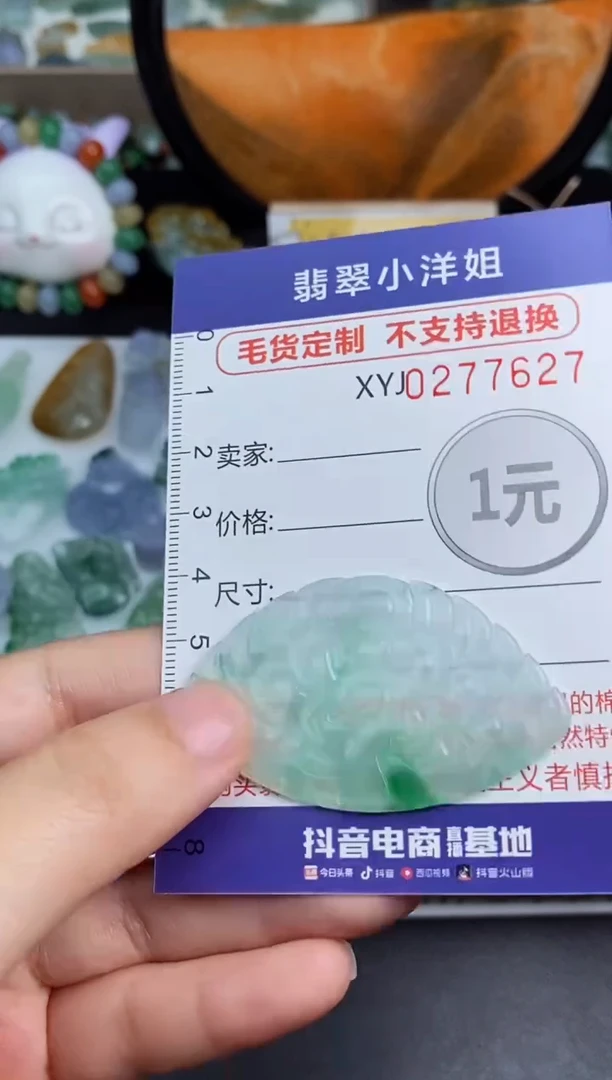 翡翠小洋姐
毛货定制 不支持退换
XYJ0277627
0
1
2
3
4
5
8
卖家:
1元
价格:
尺寸:
的棉
然特
主义者慎
抖音电商直播基地
今日头条 抖音 西瓜视频 抖音火山版